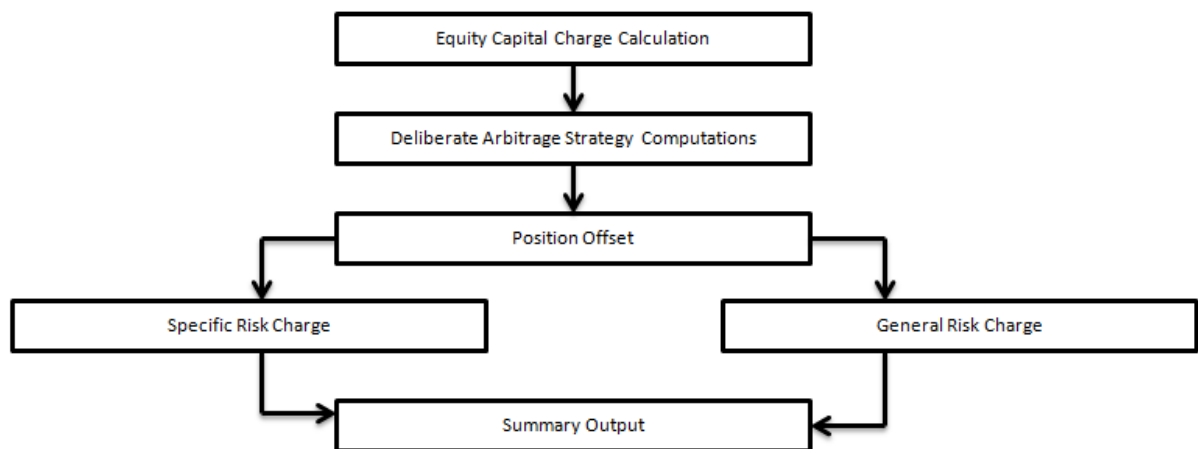 Equity Capital Charge Calculation
Deliberate Arbitrage Strategy Computations
Position Offset
Specific Risk Charge
General Risk Charge
Summary Output